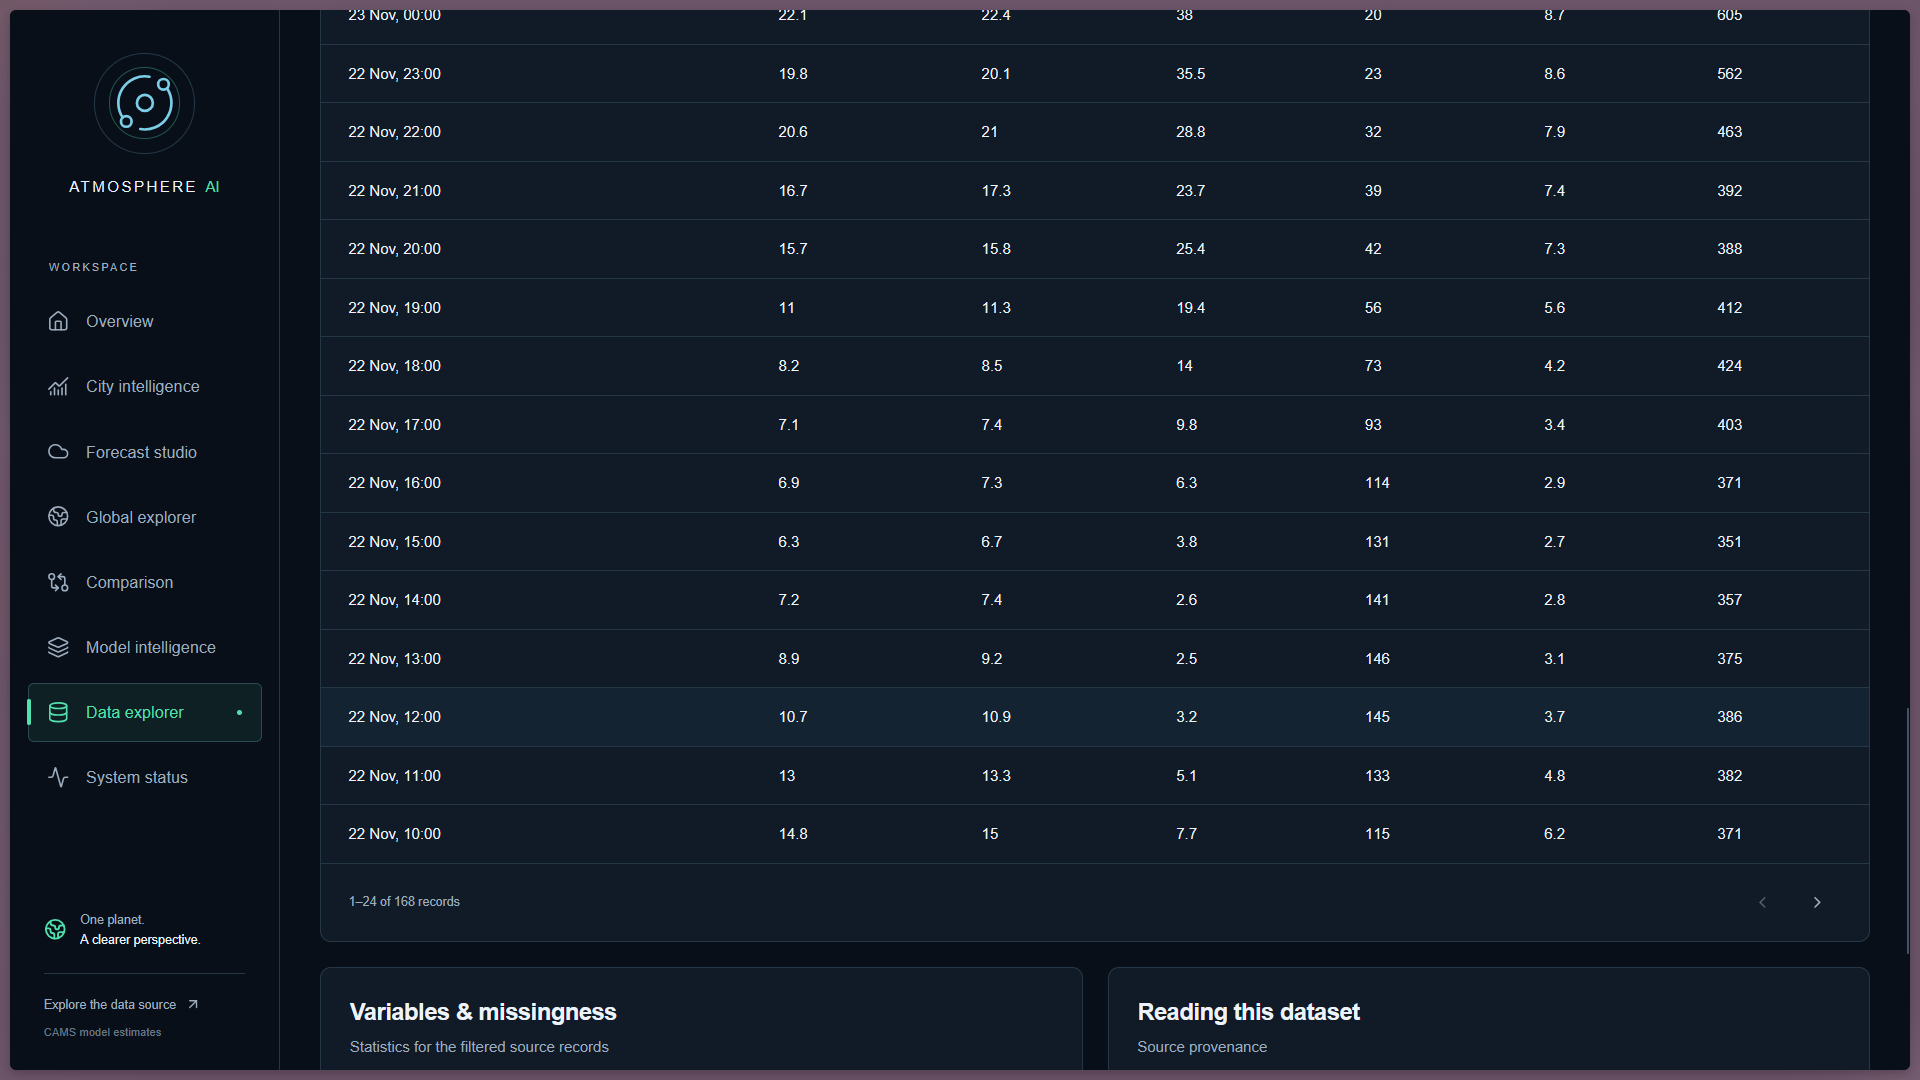 ATMOSPHERE AI
WORKSPACE
Overview
City intelligence
Forecast studio
Global explorer
Comparison
Model intelligence
Data explorer
System status
One planet.
A clearer perspective.
Explore the data source
CAMS model estimates
23 Nov, 00:00 22.1 22.4 38 20 8.7 605
22 Nov, 23:00 19.8 20.1 35.5 23 8.6 562
22 Nov, 22:00 20.6 21 28.8 32 7.9 463
22 Nov, 21:00 16.7 17.3 23.7 39 7.4 392
22 Nov, 20:00 15.7 15.8 25.4 42 7.3 388
22 Nov, 19:00 11 11.3 19.4 56 5.6 412
22 Nov, 18:00 8.2 8.5 14 73 4.2 424
22 Nov, 17:00 7.1 7.4 9.8 93 3.4 403
22 Nov, 16:00 6.9 7.3 6.3 114 2.9 371
22 Nov, 15:00 6.3 6.7 3.8 131 2.7 351
22 Nov, 14:00 7.2 7.4 2.6 141 2.8 357
22 Nov, 13:00 8.9 9.2 2.5 146 3.1 375
22 Nov, 12:00 10.7 10.9 3.2 145 3.7 386
22 Nov, 11:00 13 13.3 5.1 133 4.8 382
22 Nov, 10:00 14.8 15 7.7 115 6.2 371
1–24 of 168 records
Variables & missingness
Statistics for the filtered source records
Reading this dataset
Source provenance